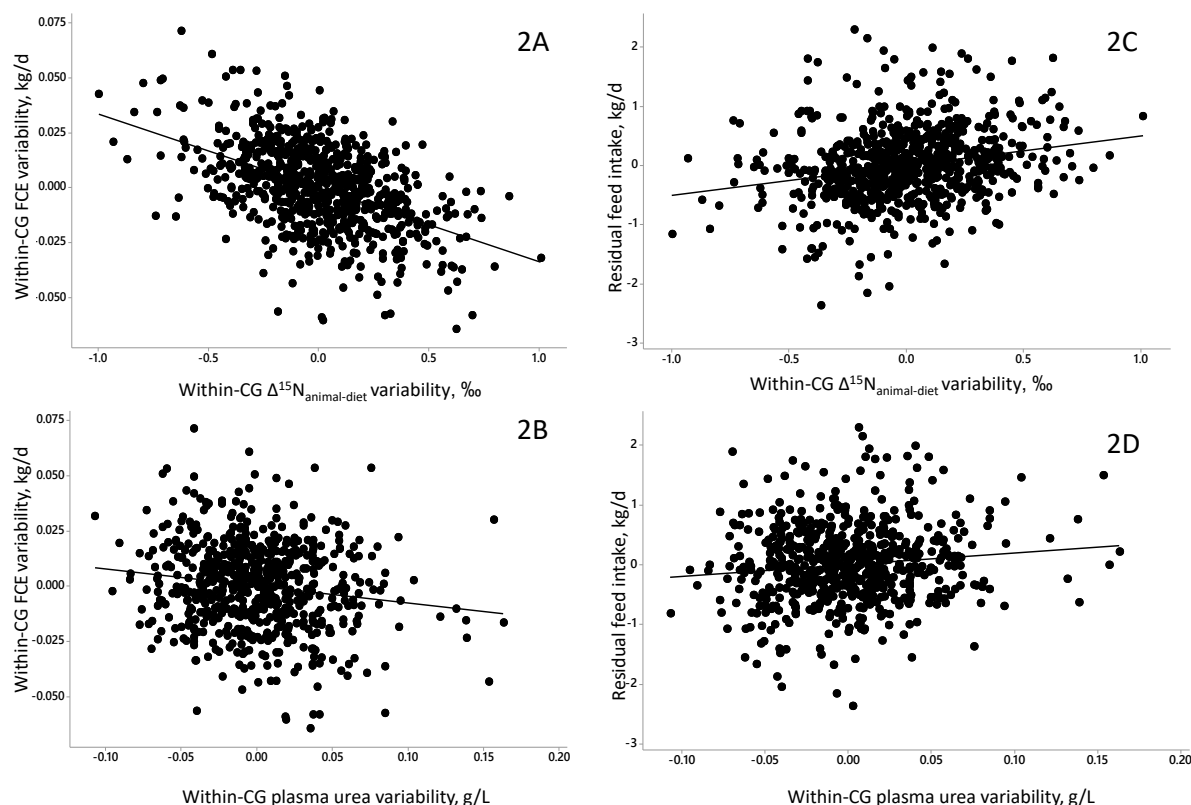 2A
Within-CG FCE variability, kg/d
0.075
0.050
0.025
0.000
-0.025
-0.050
-1.0 -0.5 0.0 0.5 1.0
Within-CG Δ¹⁵Nanimal-diet variability, ‰
2C
Residual feed intake, kg/d
2
1
0
-1
-2
-3
-1.0 -0.5 0.0 0.5 1.0
Within-CG Δ¹⁵Nanimal-diet variability, ‰
2B
Within-CG FCE variability, kg/d
0.075
0.050
0.025
0.000
-0.025
-0.050
-0.10 -0.05 0.00 0.05 0.10 0.15 0.20
Within-CG plasma urea variability, g/L
2D
Residual feed intake, kg/d
2
1
0
-1
-2
-3
-0.10 -0.05 0.00 0.05 0.10 0.15 0.20
Within-CG plasma urea variability, g/L